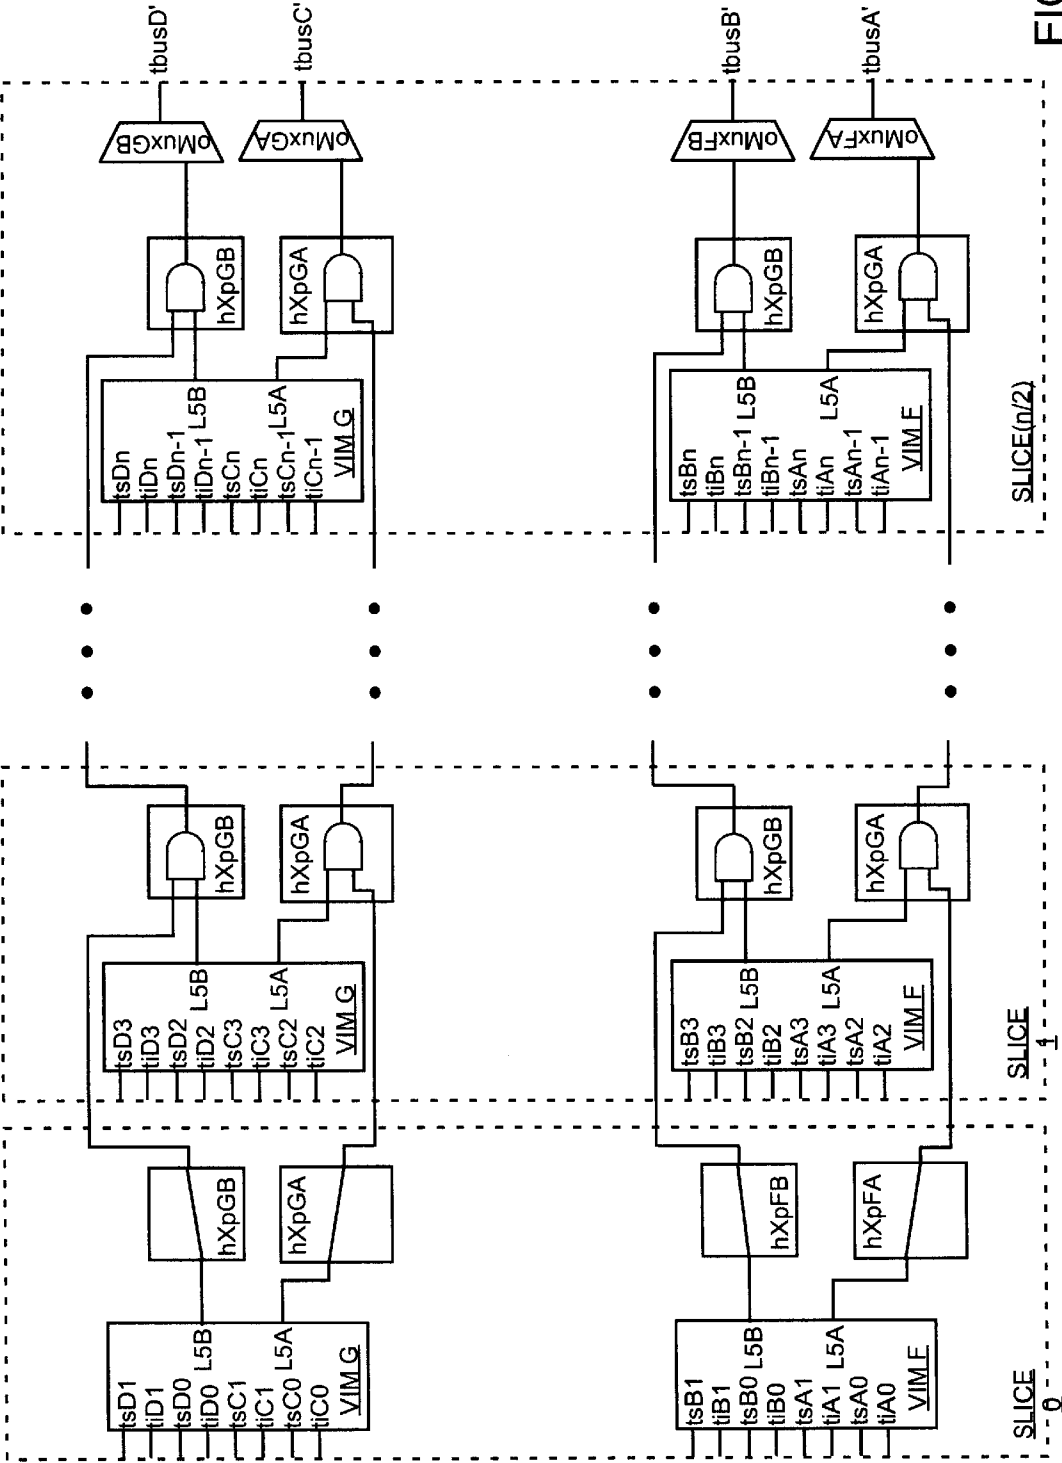 FIG
tbusD'
tbusC'
tbusB'
tbusA'
oMuxGB
oMuxGA
oMuxFB
oMuxFA
hXpGB
hXpGA
hXpGB
hXpGA
tsDn
tiDn
tsDn-1
tiDn-1
tsCn
tiCn
tsCn-1
tiCn-1
L5B
L5A
VIM G
tsBn
tiBn
tsBn-1
tiBn-1
tsAn
tiAn
tsAn-1
tiAn-1
L5B
L5A
VIM F
SLICE(n/2)
hXpGB
hXpGA
hXpGB
hXpGA
tsD3
tiD3
tsD2
tiD2
tsC3
tiC3
tsC2
tiC2
L5B
L5A
VIM G
tsB3
tiB3
tsB2
tiB2
tsA3
tiA3
tsA2
tiA2
L5B
L5A
VIM F
SLICE
1
hXpGB
hXpGA
hXpFB
hXpFA
tsD1
tiD1
tsD0
tiD0
tsC1
tiC1
tsC0
tiC0
L5B
L5A
VIM G
tsB1
tiB1
tsB0
tiB0
tsA1
tiA1
tsA0
tiA0
L5B
L5A
VIM F
SLICE
0